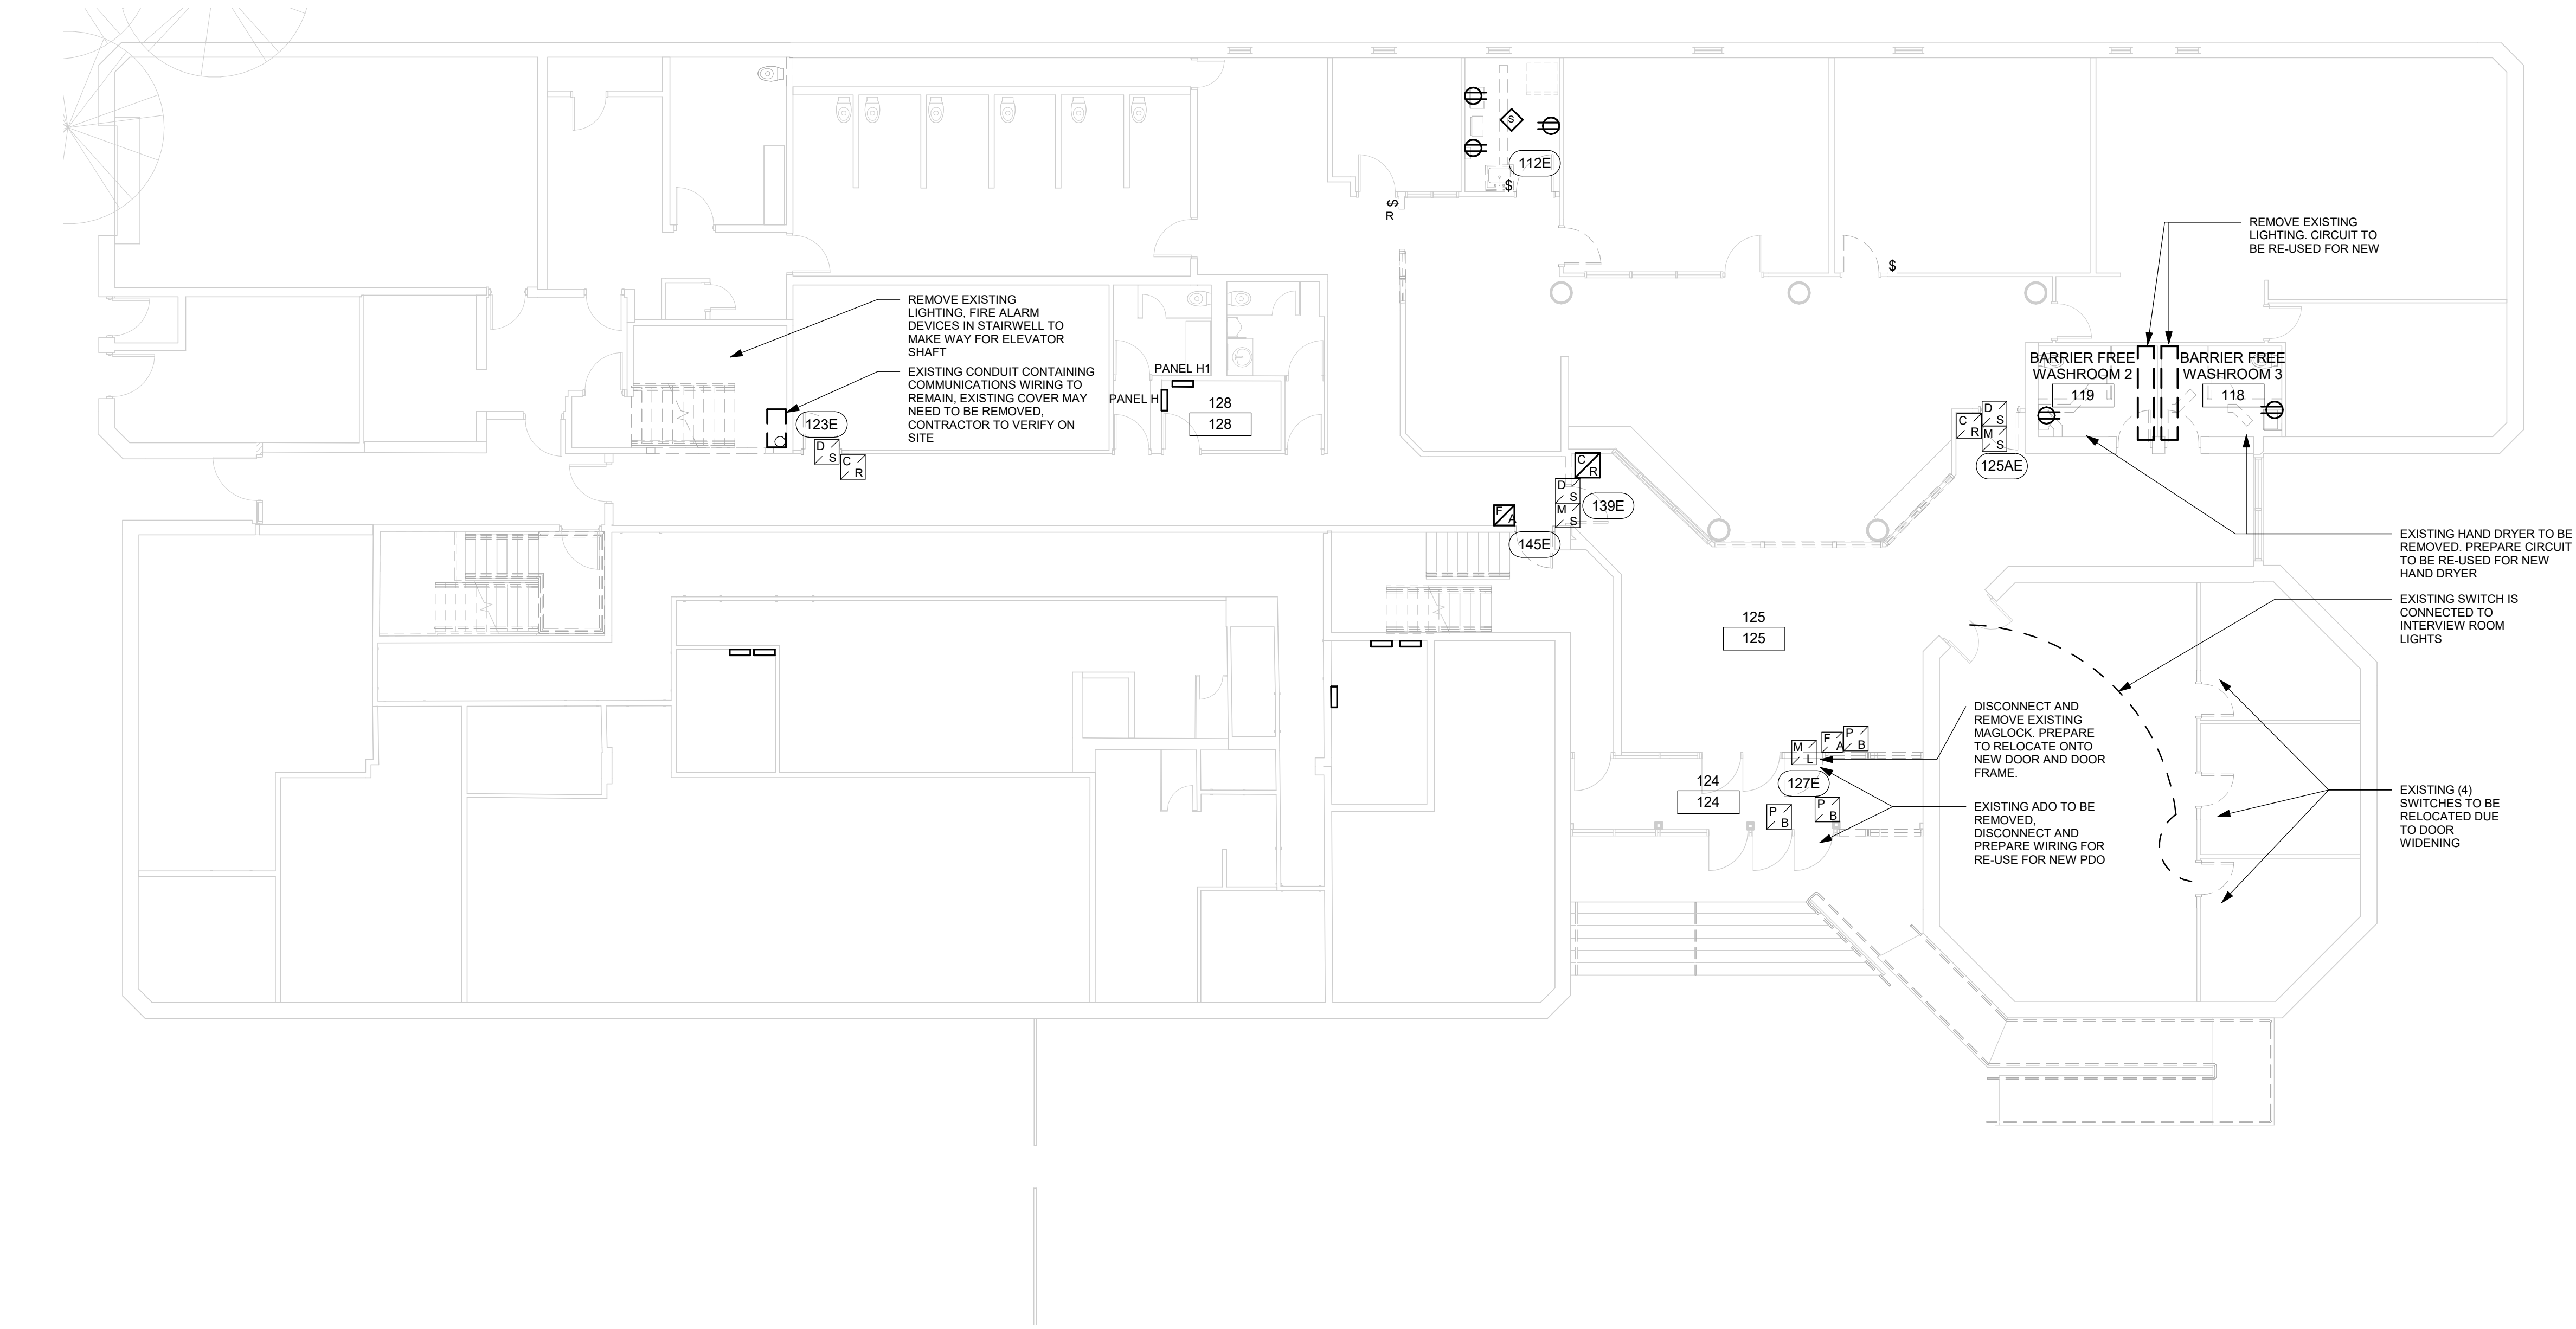 S
112E
$
$
R
$
REMOVE EXISTING
LIGHTING. CIRCUIT TO
BE RE-USED FOR NEW
REMOVE EXISTING
LIGHTING, FIRE ALARM
DEVICES IN STAIRWELL TO
MAKE WAY FOR ELEVATOR
SHAFT
EXISTING CONDUIT CONTAINING
COMMUNICATIONS WIRING TO
REMAIN, EXISTING COVER MAY
NEED TO BE REMOVED,
CONTRACTOR TO VERIFY ON
SITE
PANEL H1
PANEL H
128
128
123E
D S
C R
BARRIER FREE
WASHROOM 2
119
BARRIER FREE
WASHROOM 3
118
C R
D S
M S
125AE
C R
D S
M S
139E
F A
145E
EXISTING HAND DRYER TO BE
REMOVED. PREPARE CIRCUIT
TO BE RE-USED FOR NEW
HAND DRYER
EXISTING SWITCH IS
CONNECTED TO
INTERVIEW ROOM
LIGHTS
125
125
DISCONNECT AND
REMOVE EXISTING
MAGLOCK. PREPARE
TO RELOCATE ONTO
NEW DOOR AND DOOR
FRAME.
M L
F A
P B
127E
124
124
P B
P B
EXISTING ADO TO BE
REMOVED,
DISCONNECT AND
PREPARE WIRING FOR
RE-USE FOR NEW PDO
EXISTING (4)
SWITCHES TO BE
RELOCATED DUE
TO DOOR
WIDENING